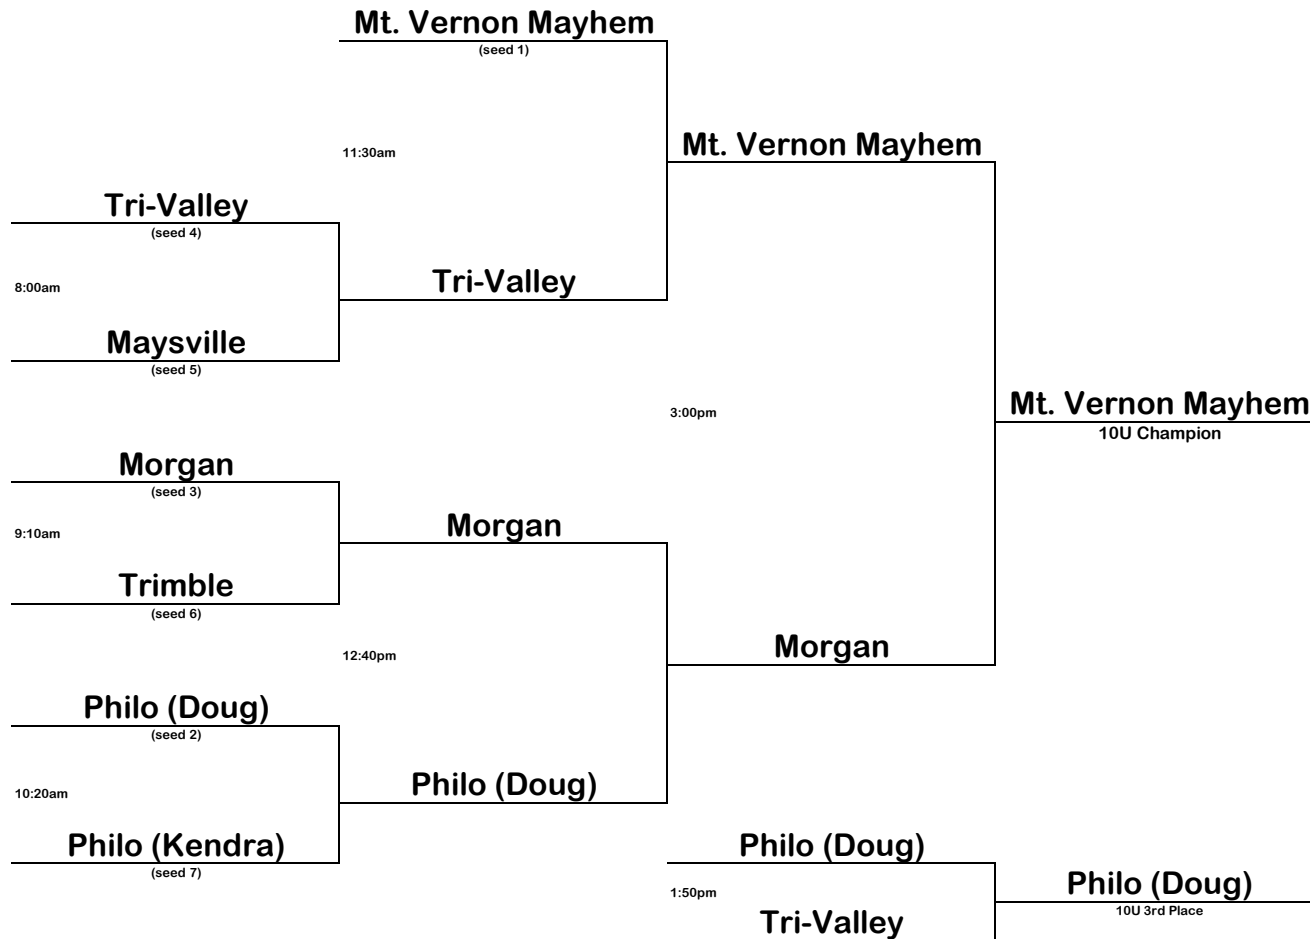 Mt. Vernon Mayhem
(seed 1)
11:30am
Mt. Vernon Mayhem
Tri-Valley
(seed 4)
8:00am
Tri-Valley
Maysville
(seed 5)
3:00pm
Mt. Vernon Mayhem
10U Champion
Morgan
(seed 3)
9:10am
Morgan
Trimble
(seed 6)
12:40pm
Morgan
Philo (Doug)
(seed 2)
10:20am
Philo (Doug)
Philo (Kendra)
(seed 7)
Philo (Doug)
1:50pm
Philo (Doug)
10U 3rd Place
Tri-Valley